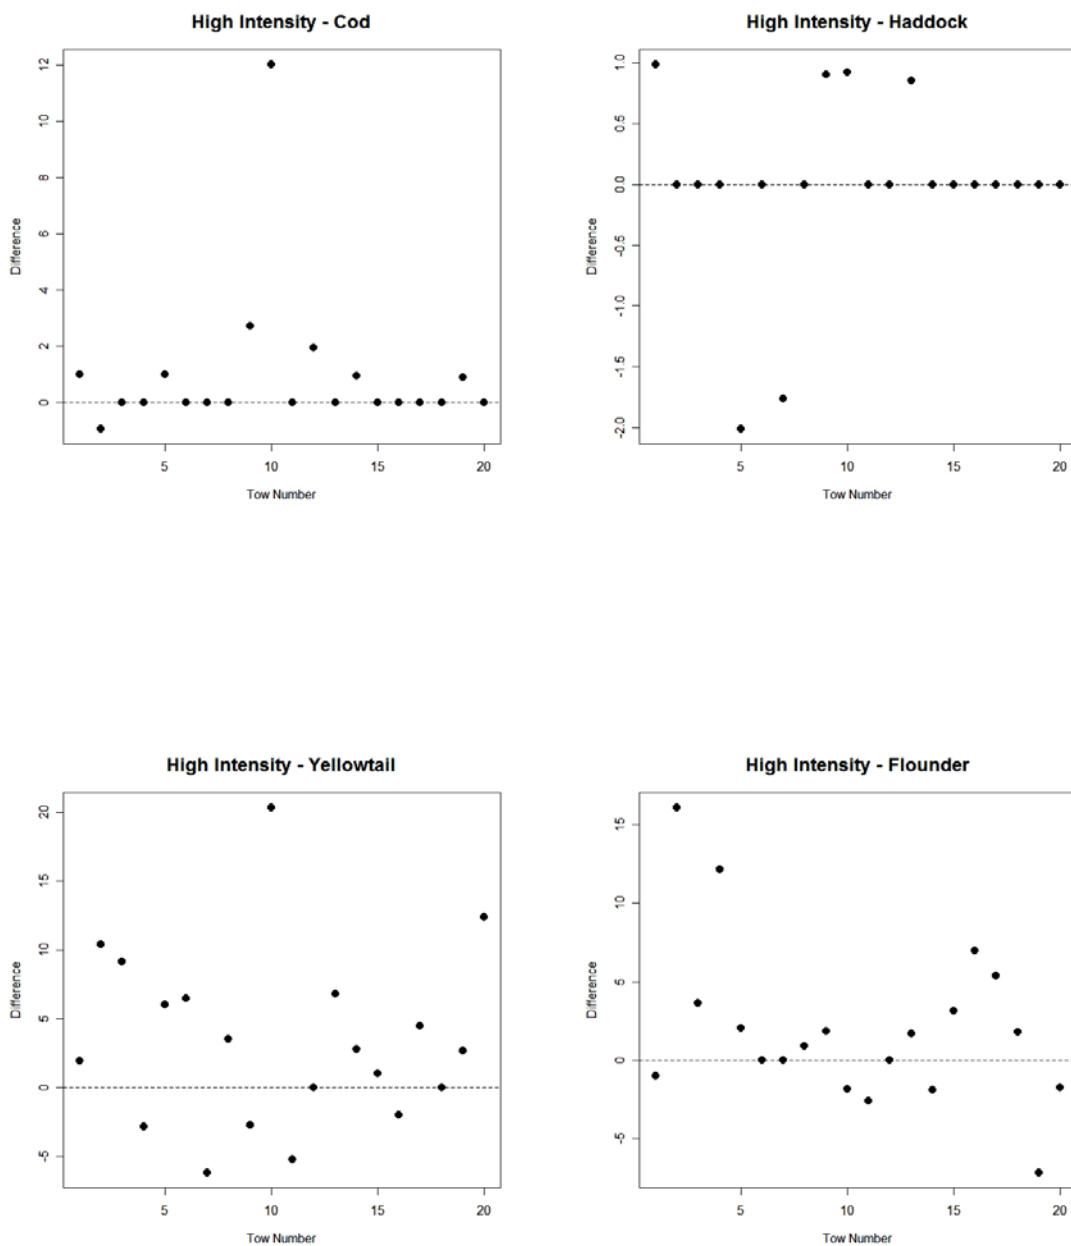 High Intensity - Cod
Difference
12
10
8
6
4
2
0
5 10 15 20
Tow Number
High Intensity - Haddock
Difference
1.0
0.5
0.0
-0.5
-1.0
-1.5
-2.0
5 10 15 20
Tow Number
High Intensity - Yellowtail
Difference
20
15
10
5
0
-5
5 10 15 20
Tow Number
High Intensity - Flounder
Difference
15
10
5
0
-5
5 10 15 20
Tow Number